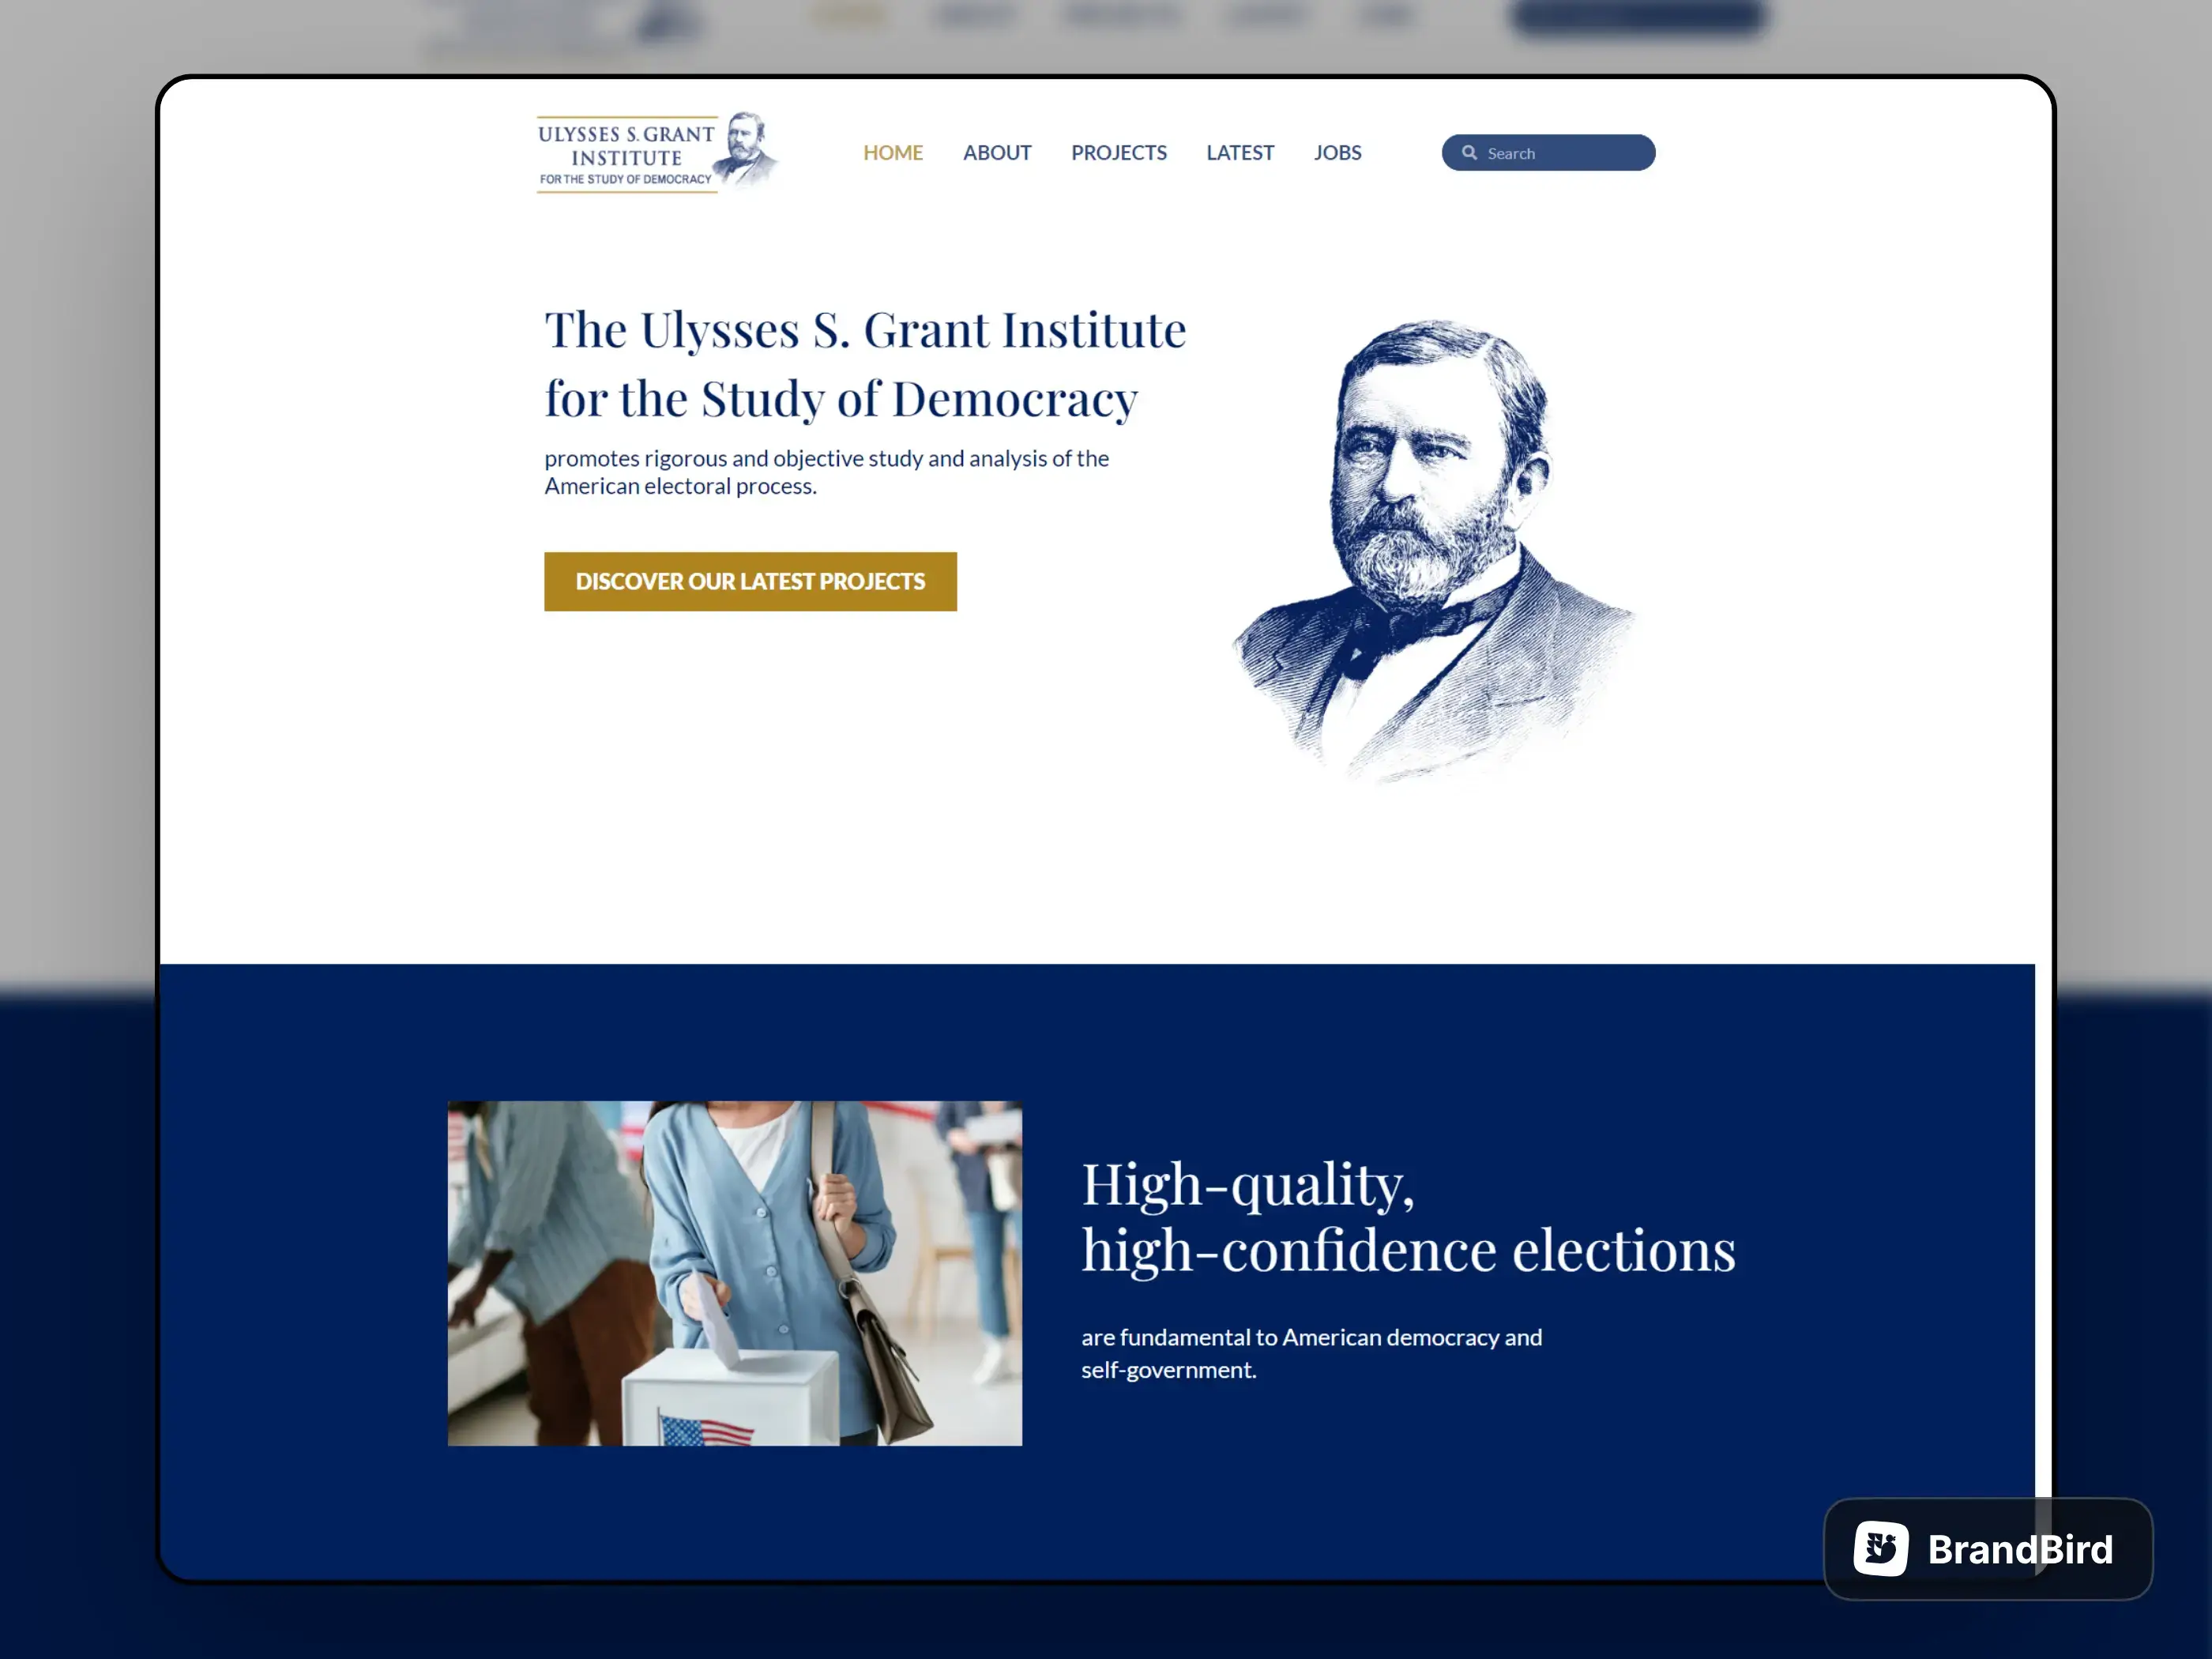 ULYSSES S. GRANT
INSTITUTE
FOR THE STUDY OF DEMOCRACY
HOME ABOUT PROJECTS LATEST JOBS Search
The Ulysses S. Grant Institute
for the Study of Democracy
promotes rigorous and objective study and analysis of the
American electoral process.
DISCOVER OUR LATEST PROJECTS
High-quality,
high-confidence elections
are fundamental to American democracy and
self-government.
BrandBird